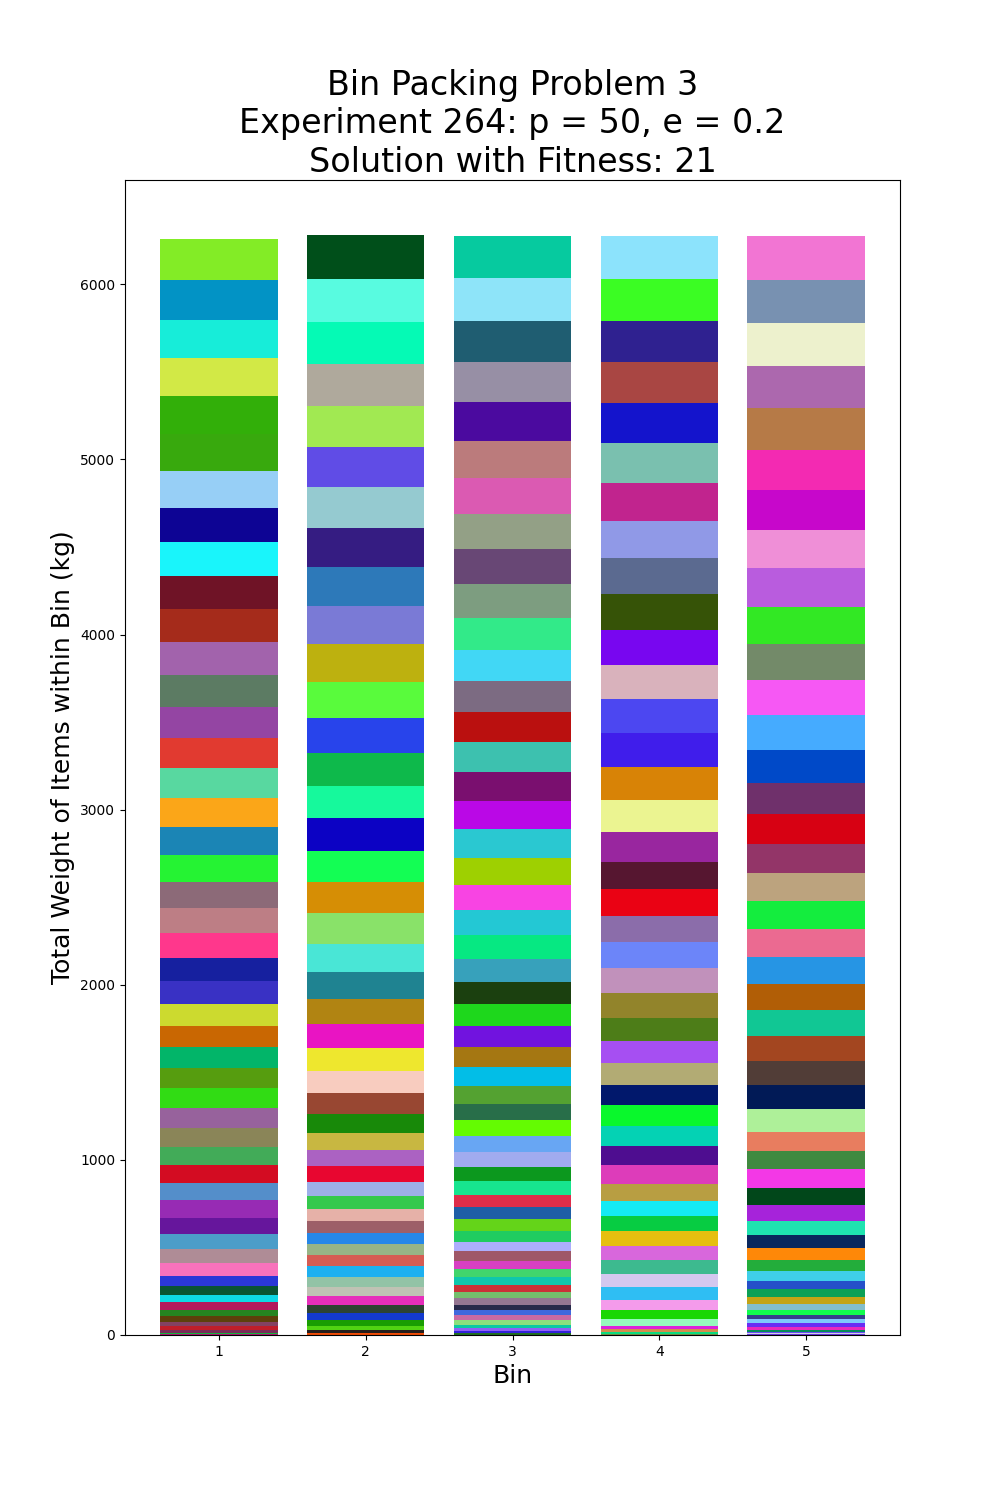 Bin Packing Problem 3
Experiment 264: p = 50, e = 0.2
Solution with Fitness: 21
Total Weight of Items within Bin (kg)
6000
5000
4000
3000
2000
1000
0
1 2 3 4 5
Bin